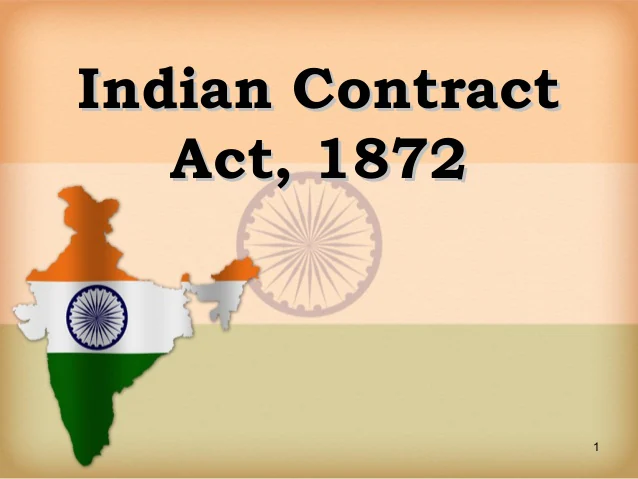 Indian Contract
Act, 1872
1